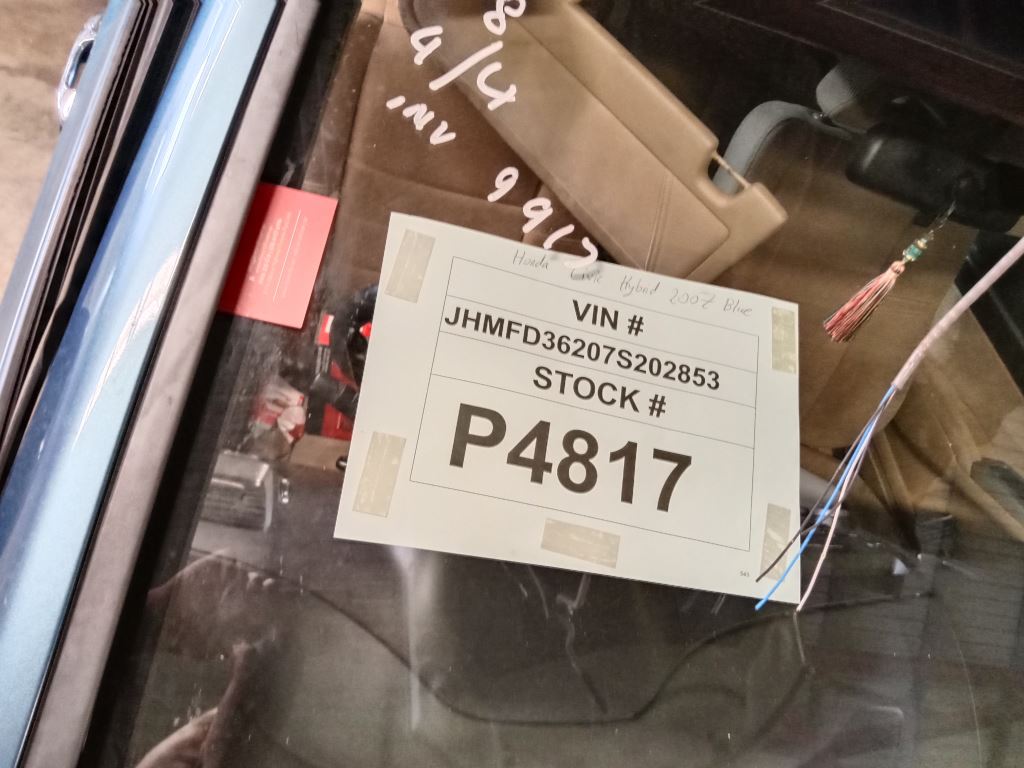 8
4/4
INV 9917
Honda Civic Hybrid 2007 Blue
VIN #
JHMFD36207S202853
STOCK #
P4817